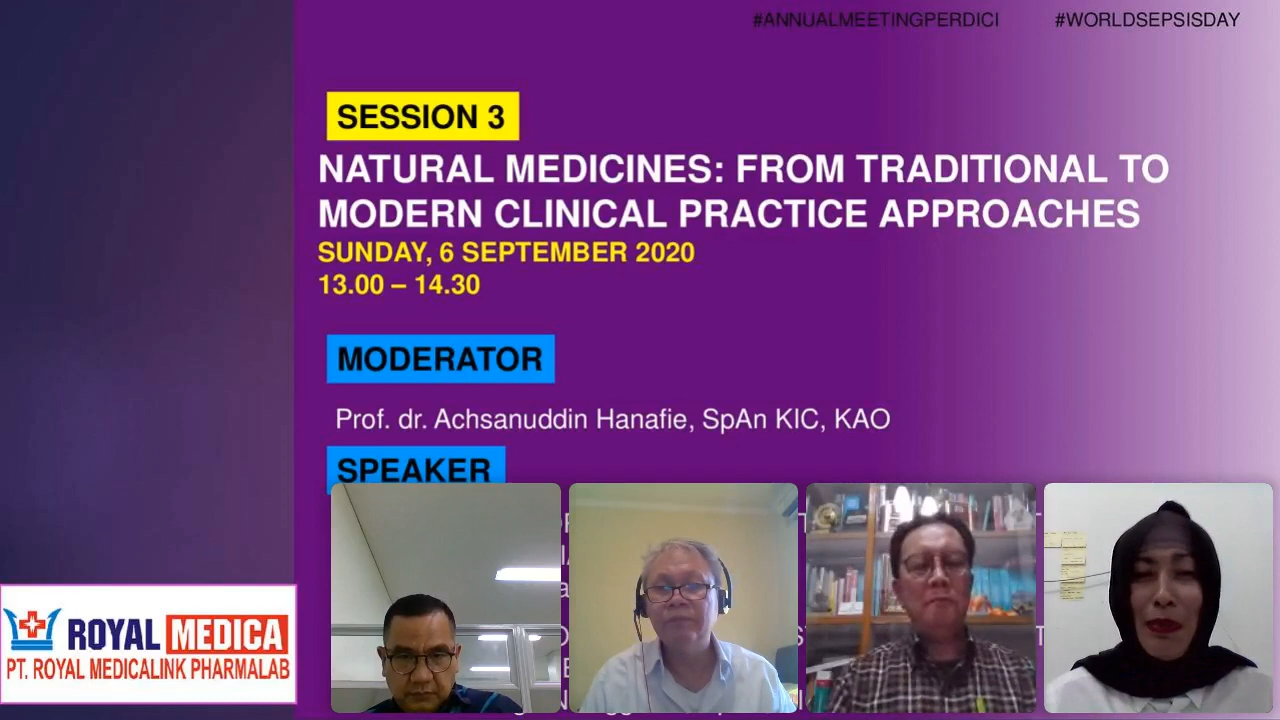 #ANNUALMEETINGPERDICI #WORLDSEPSISDAY
SESSION 3
NATURAL MEDICINES: FROM TRADITIONAL TO
MODERN CLINICAL PRACTICE APPROACHES
SUNDAY, 6 SEPTEMBER 2020
13.00 – 14.30
MODERATOR
Prof. dr. Achsanuddin Hanafie, SpAn KIC, KAO
SPEAKER
ROYAL MEDICA
PT. ROYAL MEDICALINK PHARMALAB